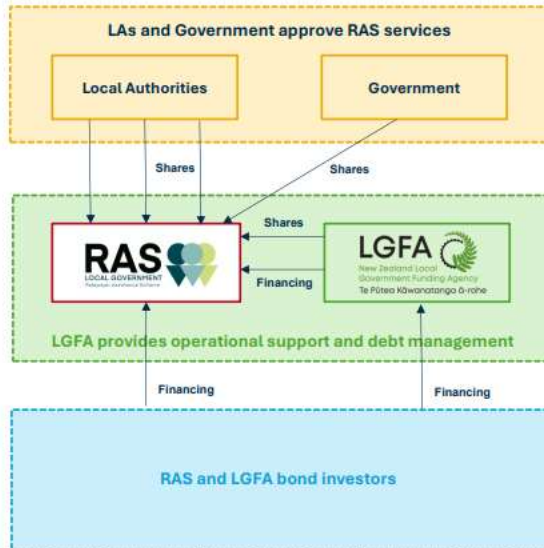 LAs and Government approve RAS services
Local Authorities
Government
Shares
Shares
RAS
LOCAL GOVERNMENT
Shares
Financing
LGFA
New Zealand Local
Government Funding Agency
Te Pūtea Kāwanatanga ā-rohe
LGFA provides operational support and debt management
Financing
Financing
RAS and LGFA bond investors